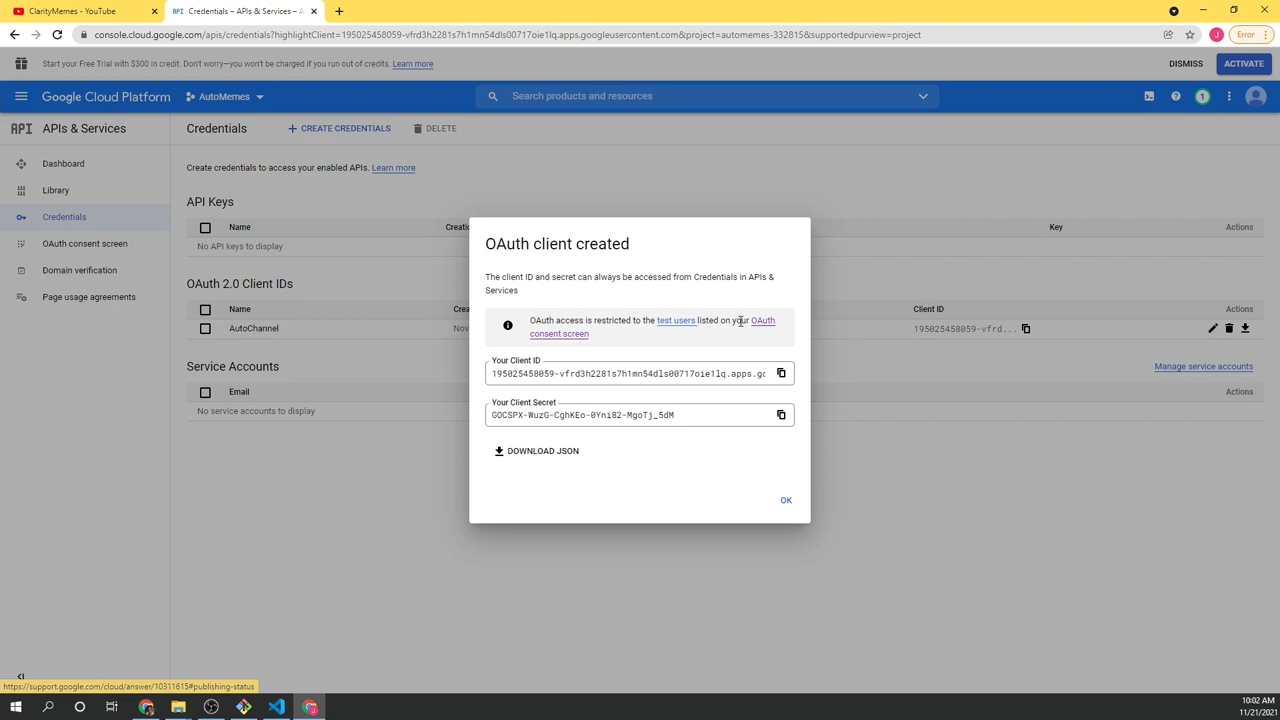 ClarityMemes - YouTube
API Credentials – APIs & Services – A
console.cloud.google.com/apis/credentials?highlightClient=195025458059-vfrd3h2281s7h1mn54dls00717oie1lq.apps.googleusercontent.com&project=automemes-332815&supportedpurview=project
J
Error
Start your Free Trial with $300 in credit. Don't worry—you won't be charged if you run out of credits. Learn more
DISMISS
ACTIVATE
Google Cloud Platform
AutoMemes
Search products and resources
1
API APIs & Services
Credentials
CREATE CREDENTIALS
DELETE
Dashboard
Library
Credentials
OAuth consent screen
Domain verification
Page usage agreements
Create credentials to access your enabled APIs. Learn more
API Keys
Name Creatio Key Actions
No API keys to display
OAuth 2.0 Client IDs
Name Crea Client ID Actions
AutoChannel Nov 195025458059-vfrd...
Service Accounts
Manage service accounts
Email Actions
No service accounts to display
OAuth client created
The client ID and secret can always be accessed from Credentials in APIs &
Services
OAuth access is restricted to the test users listed on your OAuth
consent screen
Your Client ID
195025458059-vfrd3h2281s7h1mn54dls00717oie1lq.apps.gc
Your Client Secret
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
DOWNLOAD JSON
OK
https://support.google.com/cloud/answer/10311615#publishing-status
10:02 AM
11/21/2021